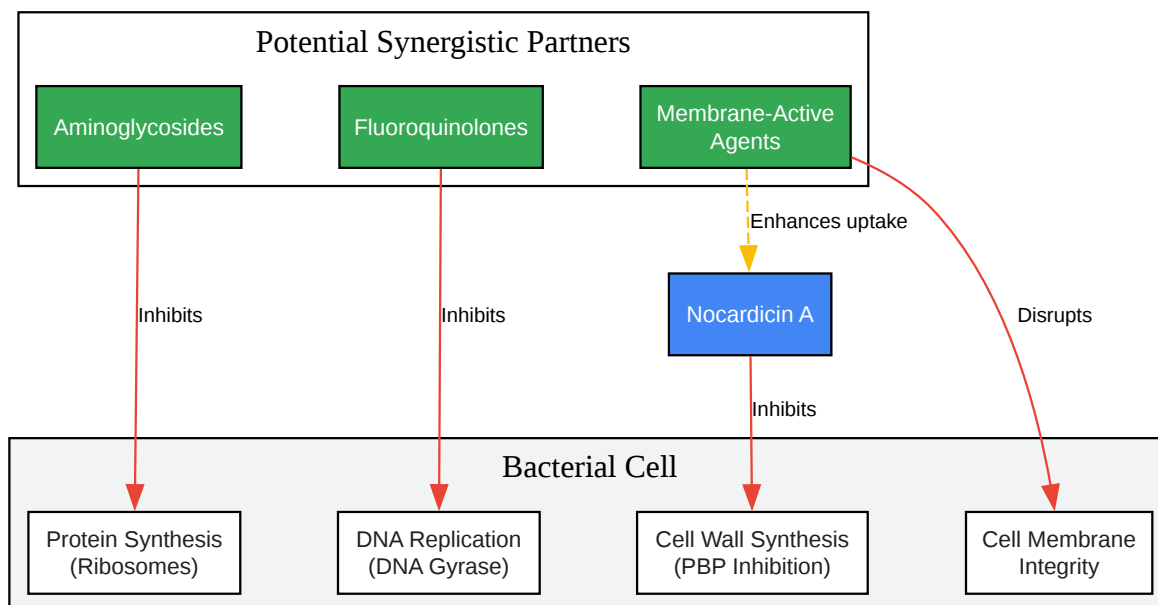 Potential Synergistic Partners
Aminoglycosides
Fluoroquinolones
Membrane-Active
Agents
Enhances uptake
Nocardicin A
Inhibits
Inhibits
Disrupts
Inhibits
Bacterial Cell
Protein Synthesis
(Ribosomes)
DNA Replication
(DNA Gyrase)
Cell Wall Synthesis
(PBP Inhibition)
Cell Membrane
Integrity